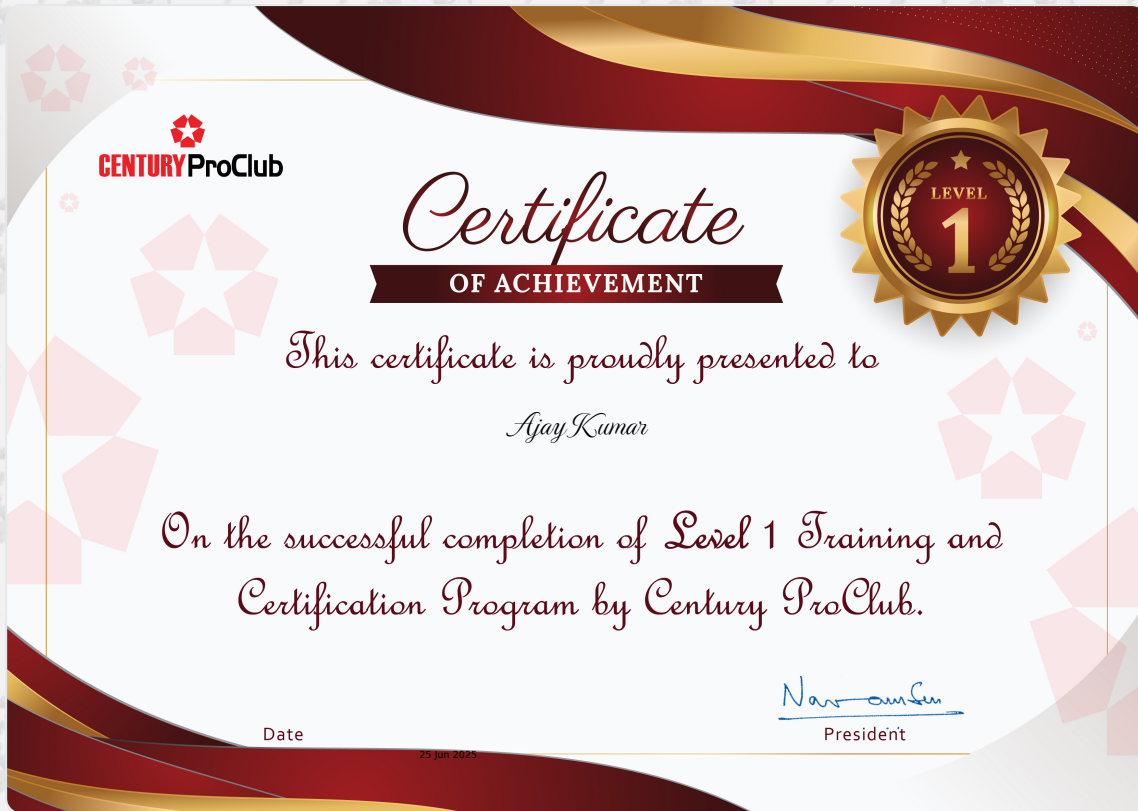 CENTURY ProClub
LEVEL
1
Certificate
OF ACHIEVEMENT
This certificate is proudly presented to
Ajay Kumar
On the successful completion of Level 1 Training and
Certification Program by Century ProClub.
Date
President
25 Jun 2025